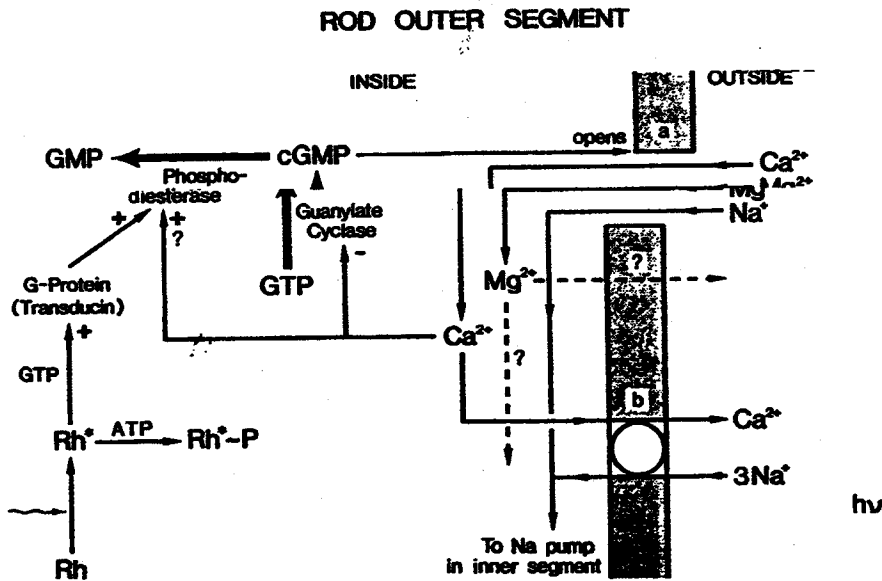 ROD OUTER SEGMENT
INSIDE
OUTSIDE
opens
a
GMP
cGMP
Ca²⁺
Phospho-
diesterase
Mg²⁺
Na⁺
+
+
?
Guanylate
Cyclase
-
?
G-Protein
(Transducin)
GTP
Mg²⁺
+
Ca²⁺
?
GTP
b
Ca²⁺
Rh*
ATP
Rh*~P
3Na⁺
hν
To Na pump
in inner segment
Rh